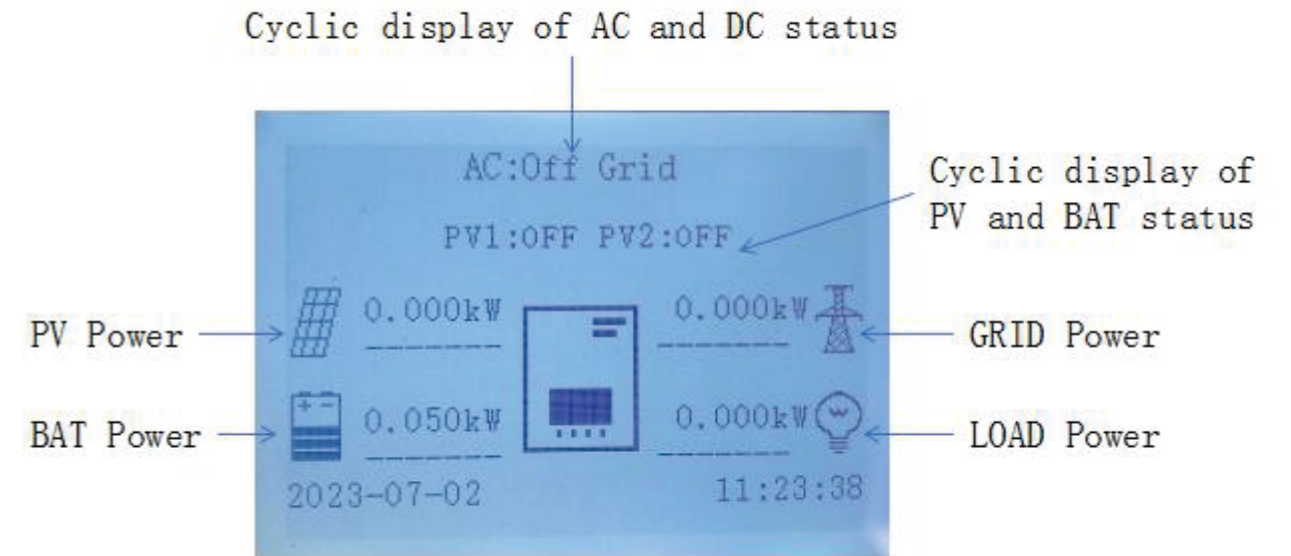 Cyclic display of AC and DC status
AC:Off Grid
Cyclic display of
PV and BAT status
PV1:OFF PV2:OFF
0.000kW
0.000kW
PV Power
GRID Power
0.050kW
0.000kW
BAT Power
LOAD Power
2023-07-02
11:23:38